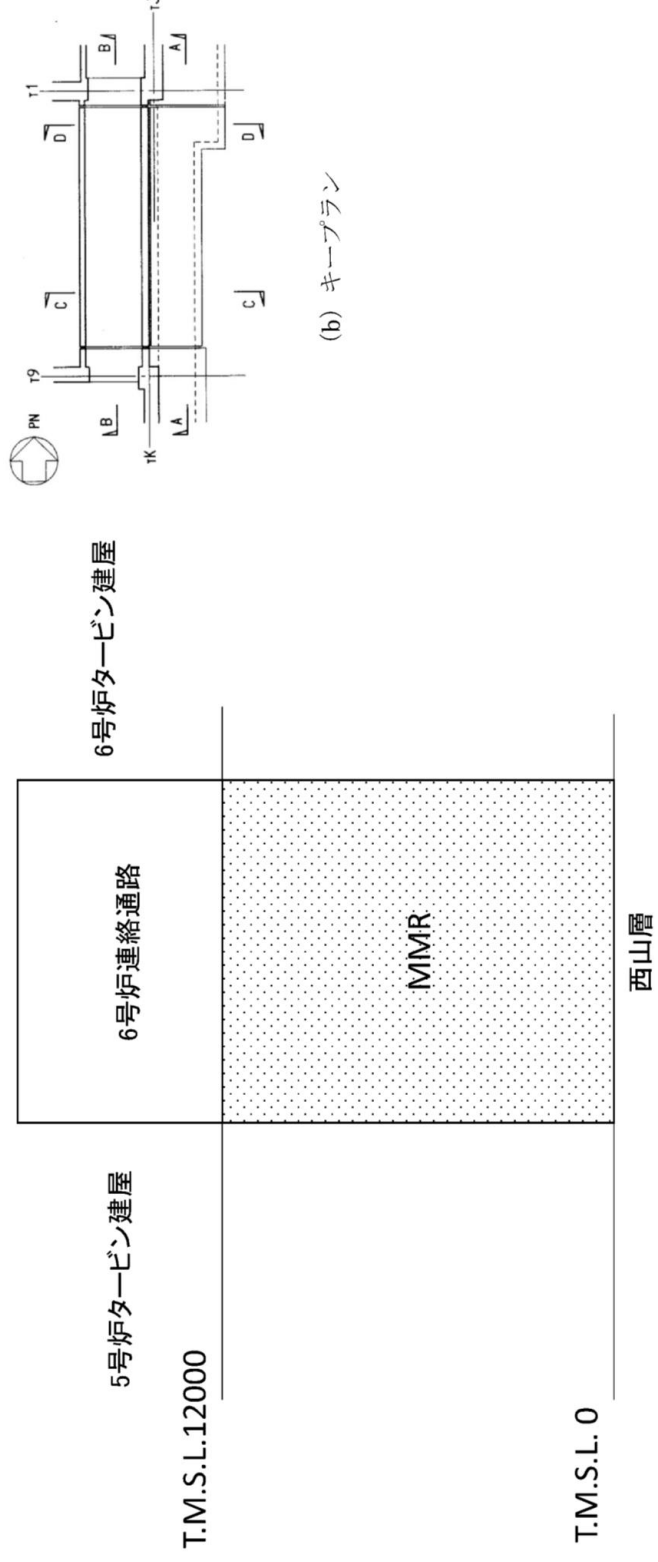 5号炉タービン建屋
6号炉連絡通路
6号炉タービン建屋
T.M.S.L.12000
MMR
T.M.S.L. 0
西山層
PN
T9
T1
B
B
TK
A
A
C
C
D
D
(b) キープラン